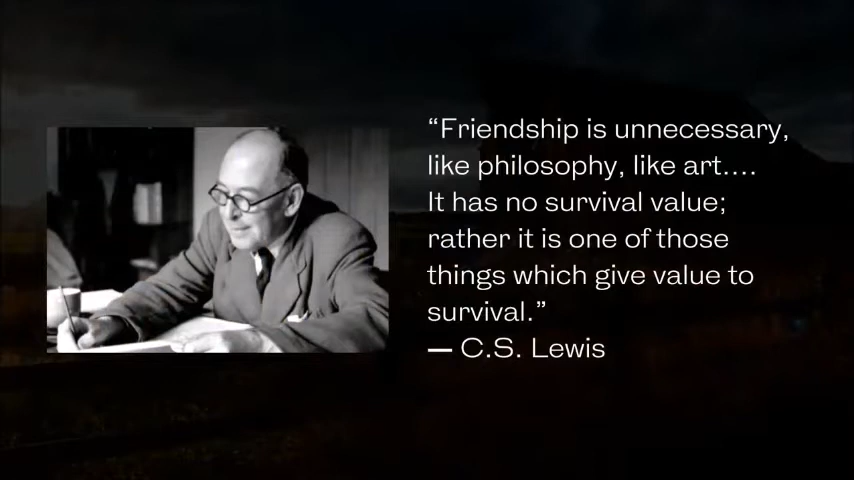 “Friendship is unnecessary,
like philosophy, like art....
It has no survival value;
rather it is one of those
things which give value to
survival.”
— C.S. Lewis